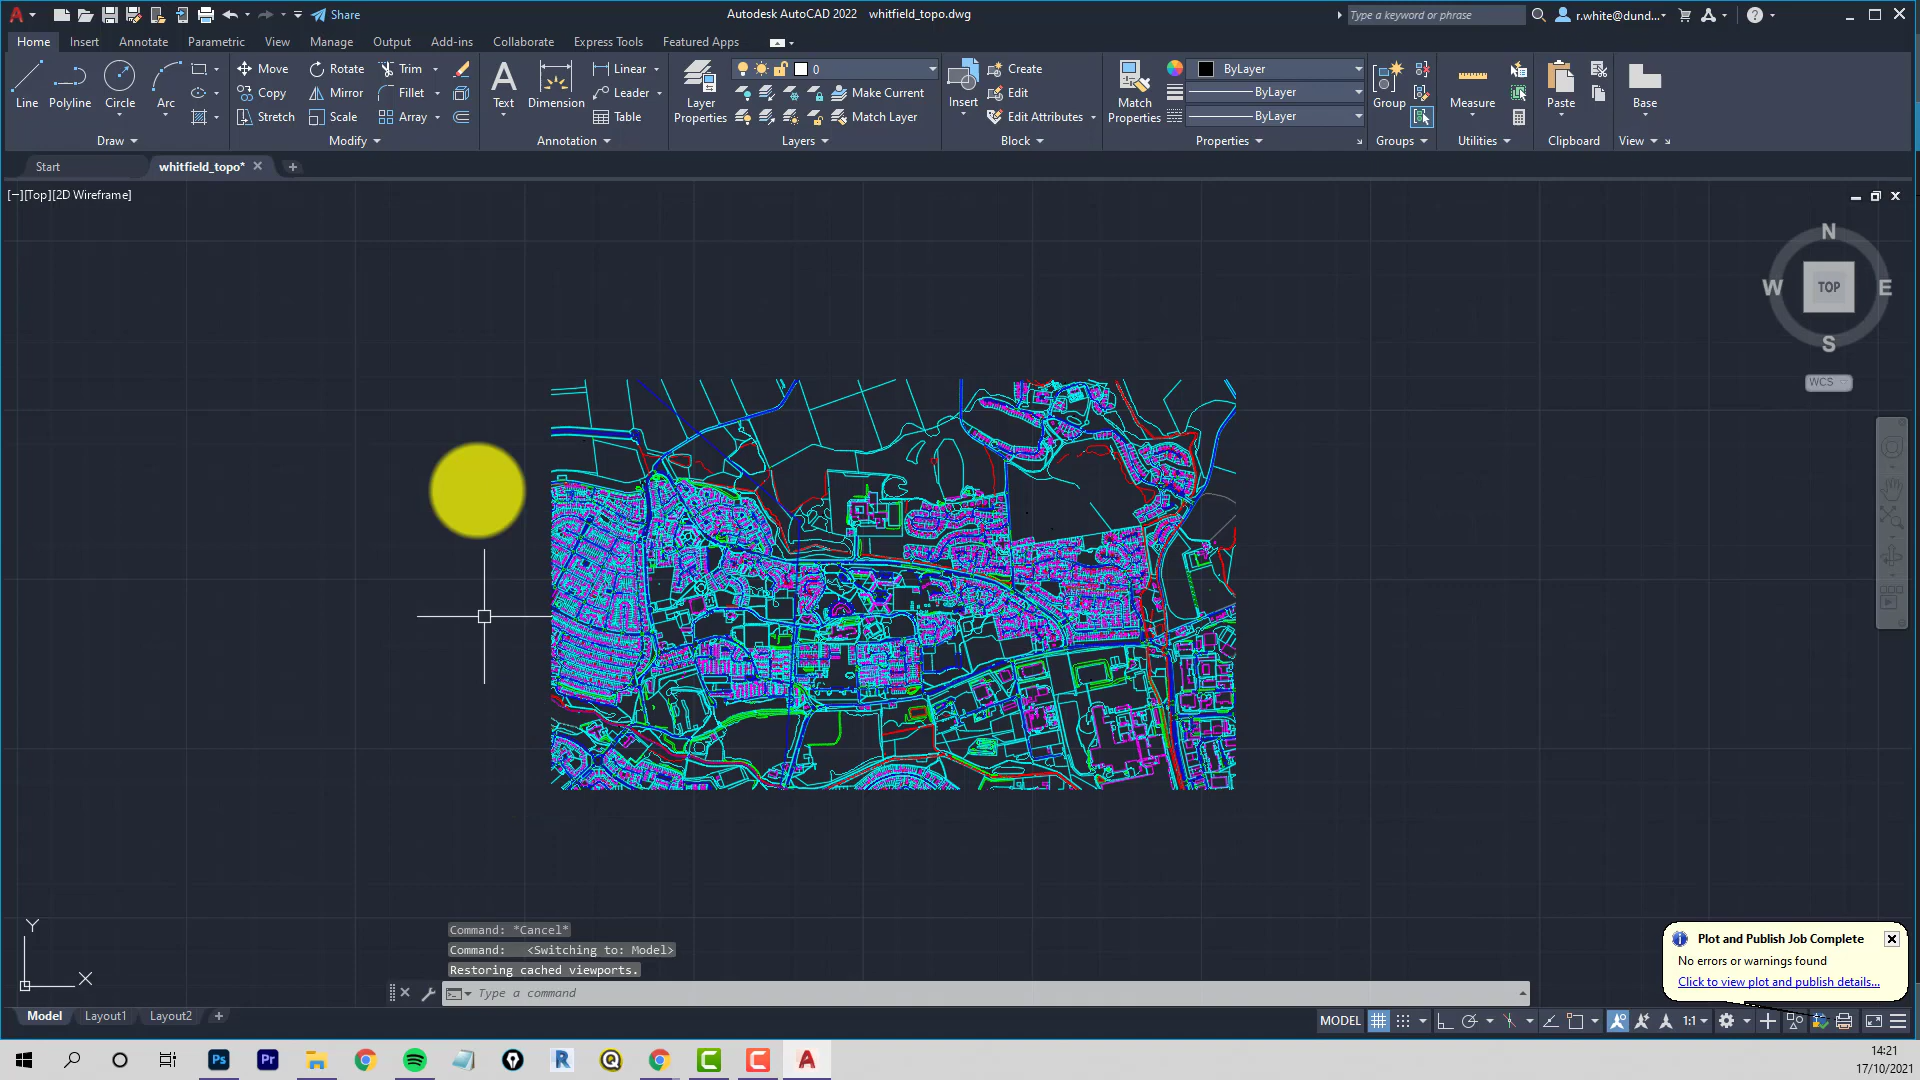 Share
Autodesk AutoCAD 2022 whitfield_topo.dwg
Type a keyword or phrase
r.white@dund...
Home Insert Annotate Parametric View Manage Output Add-ins Collaborate Express Tools Featured Apps
Line Polyline Circle Arc
Move Rotate Trim
Copy Mirror Fillet
Stretch Scale Array
Text Dimension
Linear
Leader
Table
Layer Properties
0
Make Current
Match Layer
Insert
Create
Edit
Edit Attributes
Match Properties
ByLayer
ByLayer
ByLayer
Group
Measure
Paste
Base
Draw Modify Annotation Layers Block Properties Groups Utilities Clipboard View
Start whitfield_topo*
[−][Top][2D Wireframe]
N
W TOP E
S
WCS
Y
X
Command: *Cancel*
Command: <Switching to: Model>
Restoring cached viewports.
Type a command
Plot and Publish Job Complete
No errors or warnings found
Click to view plot and publish details...
Model Layout1 Layout2
MODEL
1:1
Ps Pr R Q C C A
14:21
17/10/2021